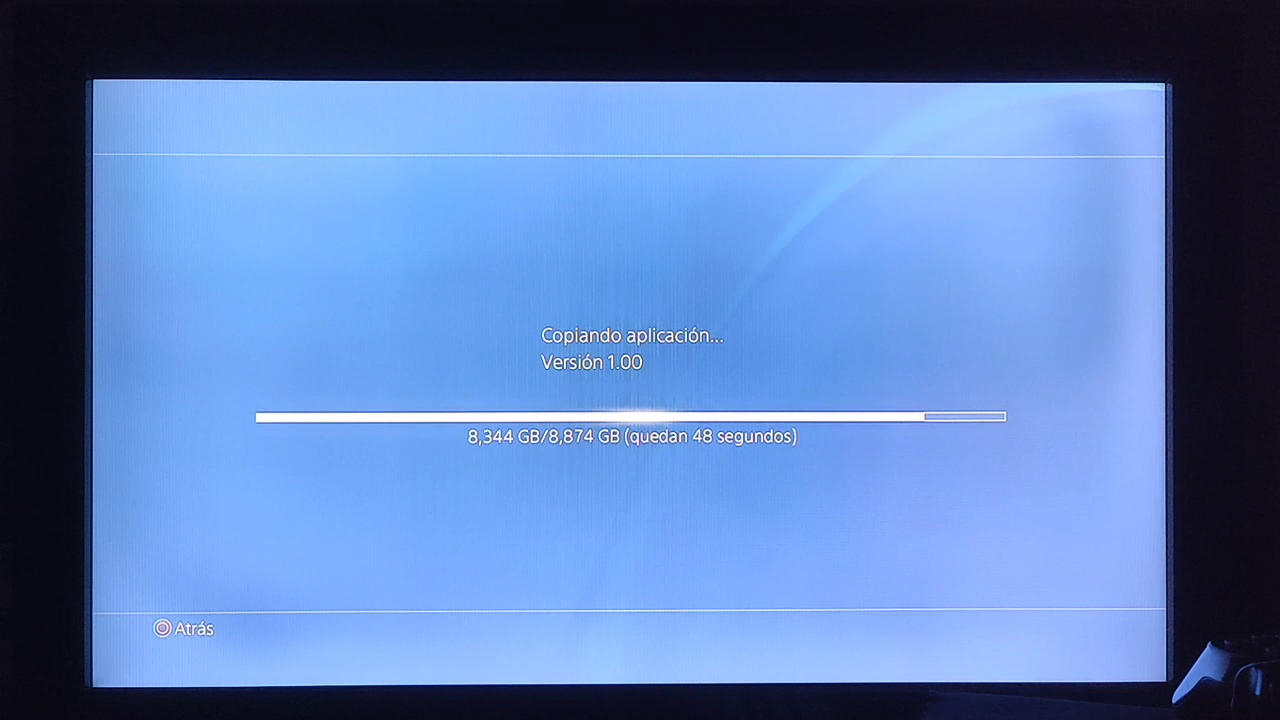 Copiando aplicación...
Versión 1.00
8,344 GB/8,874 GB (quedan 48 segundos)
Atrás